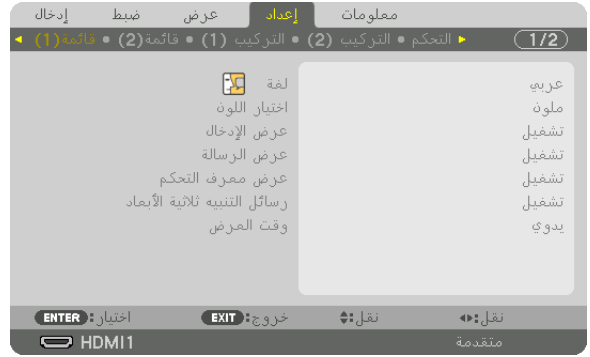 إدخال ضبط عرض إعداد معلومات
قائمة(1) • قائمة(2) • التركيب (1) • التركيب (2) • التحكم 1/2
لغة عربي
اختيار اللون ملون
عرض الإدخال تشغيل
عرض الرسالة تشغيل
عرض معرف التحكم تشغيل
رسائل التنبيه ثلاثية الأبعاد تشغيل
وقت العرض يدوي
ENTER :اختيار EXIT :خروج نقل: نقل:
HDMI1 متقدمة